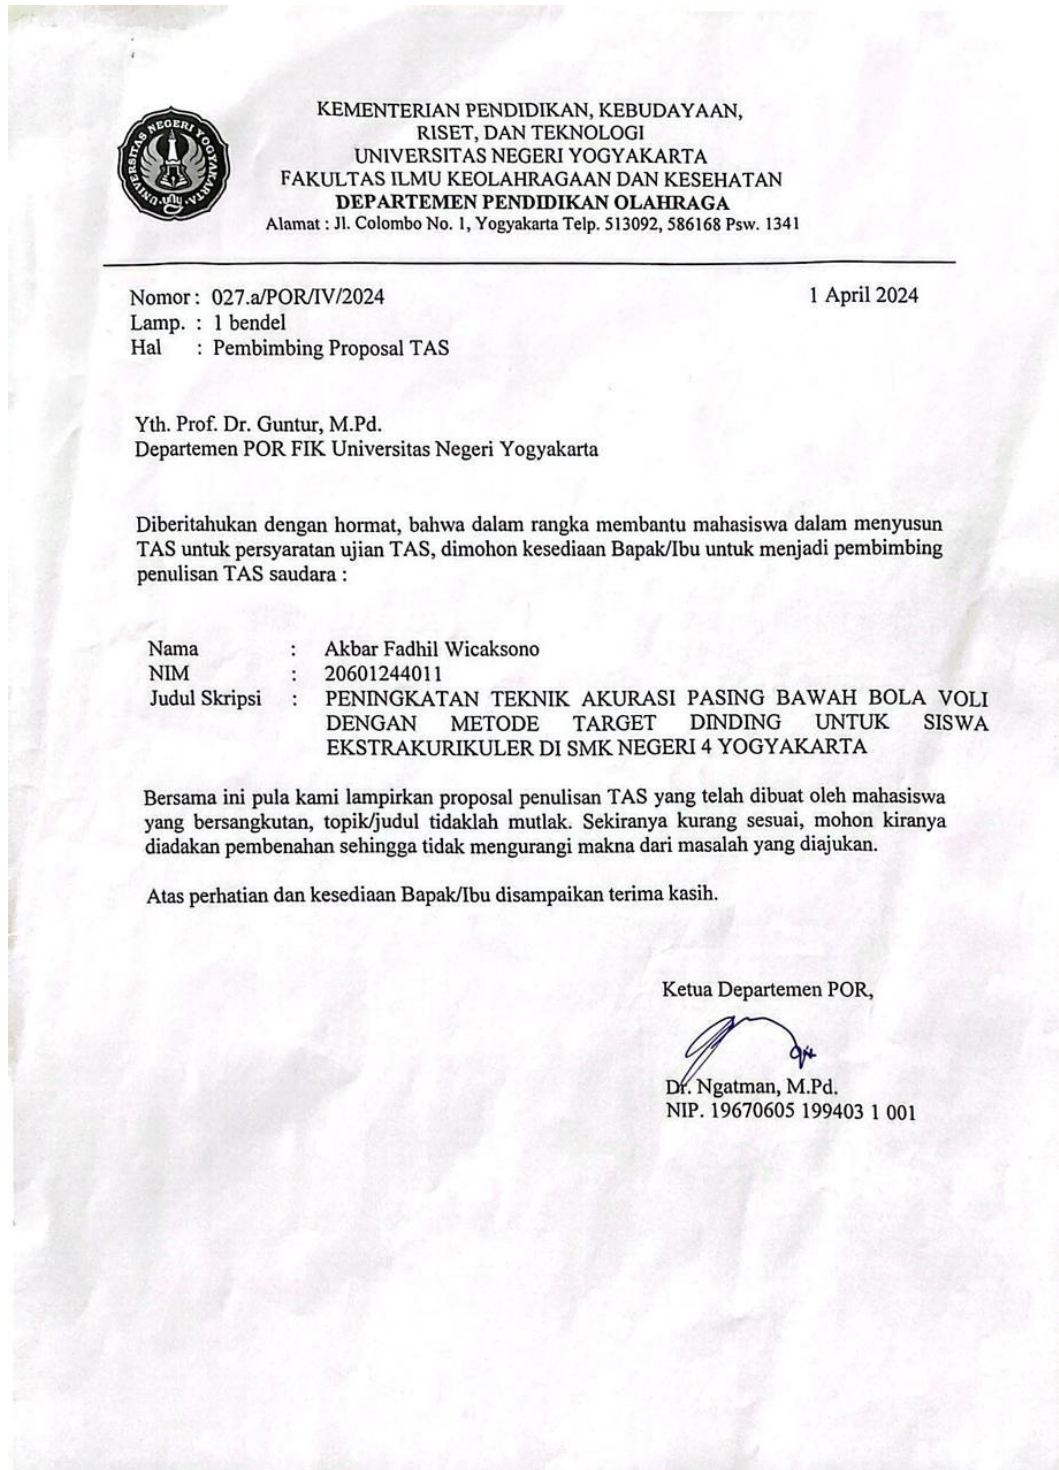 UNIVERSITAS NEGERI YOGYAKARTA
KEMENTERIAN PENDIDIKAN, KEBUDAYAAN,
RISET, DAN TEKNOLOGI
UNIVERSITAS NEGERI YOGYAKARTA
FAKULTAS ILMU KEOLAHRAGAAN DAN KESEHATAN
DEPARTEMEN PENDIDIKAN OLAHRAGA
Alamat : Jl. Colombo No. 1, Yogyakarta Telp. 513092, 586168 Psw. 1341
Nomor : 027.a/POR/IV/2024 1 April 2024
Lamp. : 1 bendel
Hal : Pembimbing Proposal TAS
Yth. Prof. Dr. Guntur, M.Pd.
Departemen POR FIK Universitas Negeri Yogyakarta
Diberitahukan dengan hormat, bahwa dalam rangka membantu mahasiswa dalam menyusun
TAS untuk persyaratan ujian TAS, dimohon kesediaan Bapak/Ibu untuk menjadi pembimbing
penulisan TAS saudara :
Nama : Akbar Fadhil Wicaksono
NIM : 20601244011
Judul Skripsi : PENINGKATAN TEKNIK AKURASI PASING BAWAH BOLA VOLI
DENGAN METODE TARGET DINDING UNTUK SISWA
EKSTRAKURIKULER DI SMK NEGERI 4 YOGYAKARTA
Bersama ini pula kami lampirkan proposal penulisan TAS yang telah dibuat oleh mahasiswa
yang bersangkutan, topik/judul tidaklah mutlak. Sekiranya kurang sesuai, mohon kiranya
diadakan pembenahan sehingga tidak mengurangi makna dari masalah yang diajukan.
Atas perhatian dan kesediaan Bapak/Ibu disampaikan terima kasih.
Ketua Departemen POR,
Dr. Ngatman, M.Pd.
NIP. 19670605 199403 1 001